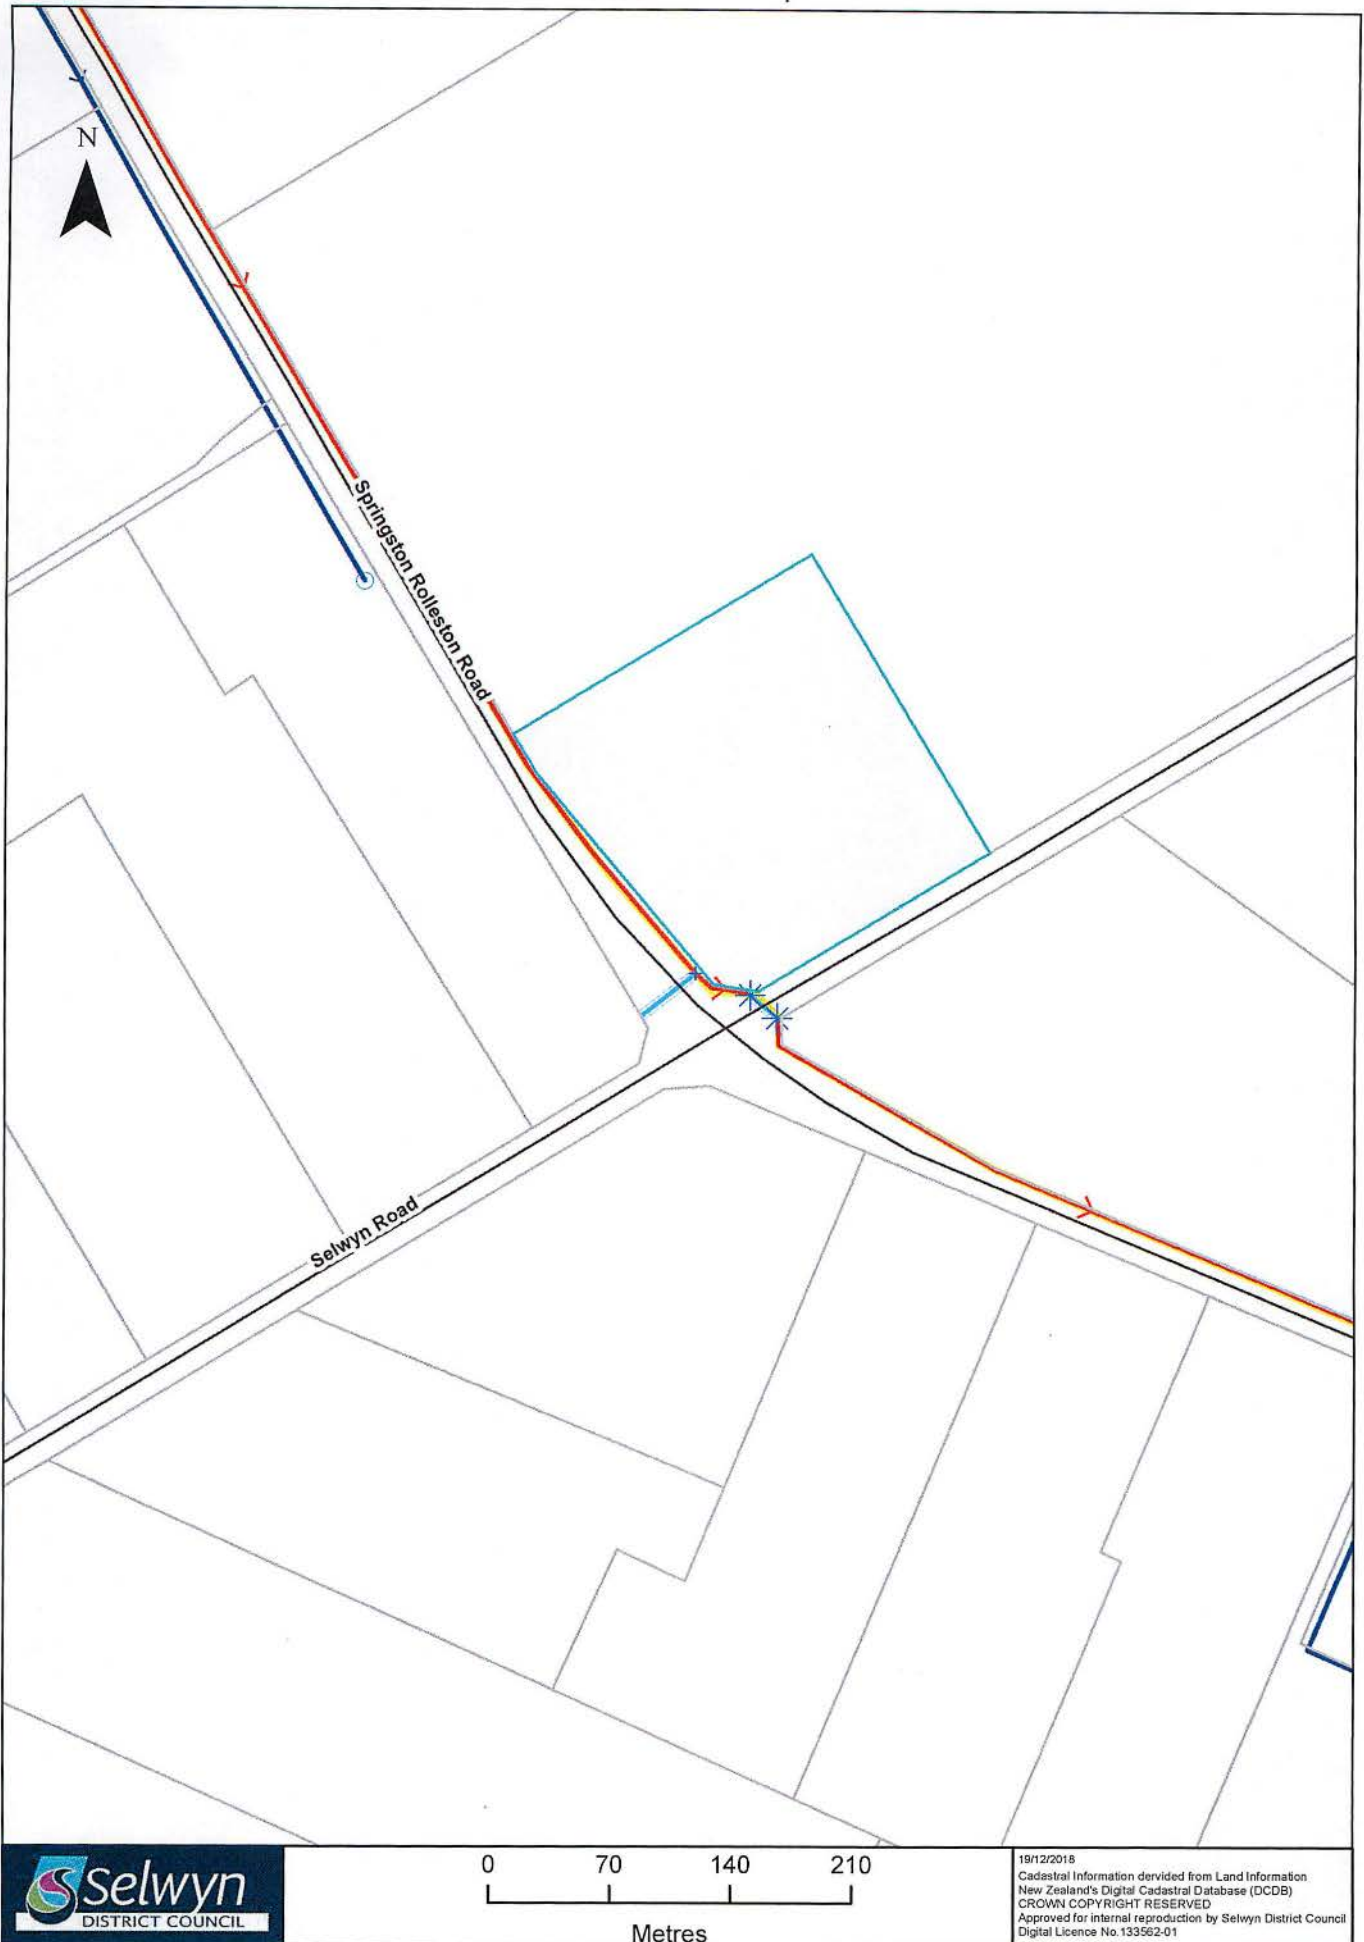 N
Springston Rolleston Road
Selwyn Road
Selwyn
DISTRICT COUNCIL
0 70 140 210
Metres
19/12/2018
Cadastral Information dervided from Land Information
New Zealand's Digital Cadastral Database (DCDB)
CROWN COPYRIGHT RESERVED
Approved for internal reproduction by Selwyn District Council
Digital Licence No.133562-01